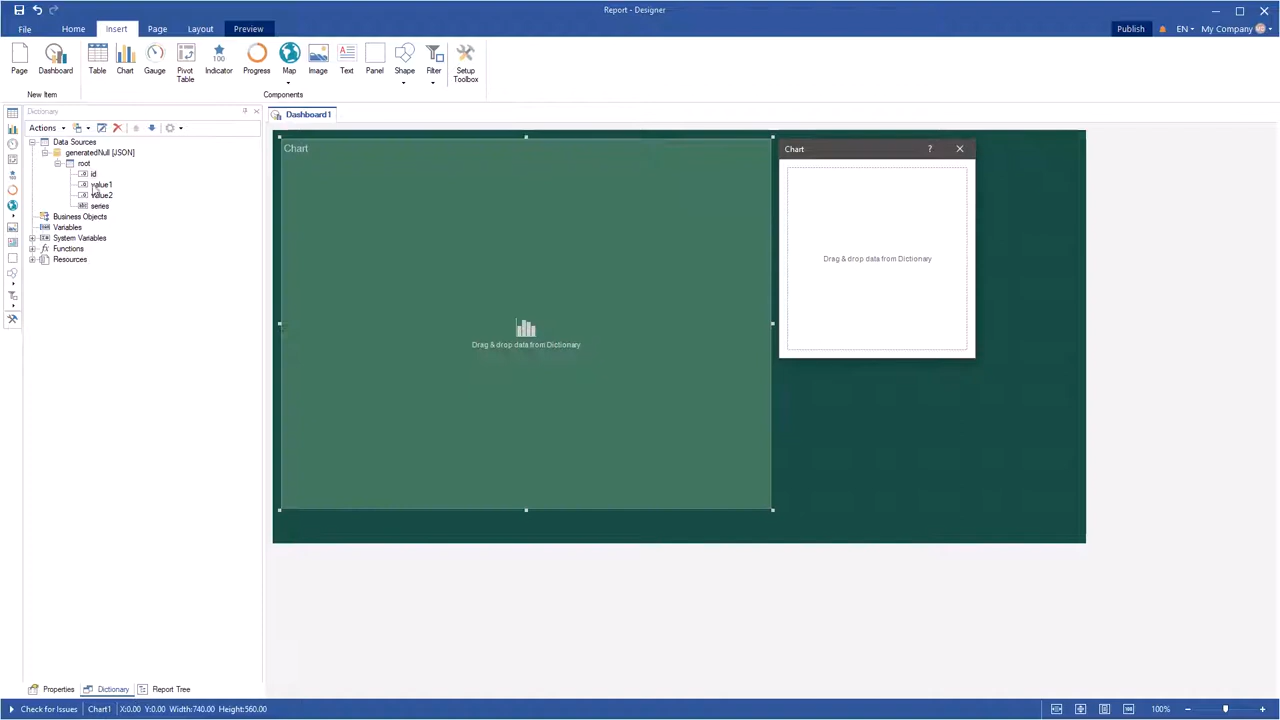 Report - Designer
File Home Insert Page Layout Preview Publish EN My Company
Page Dashboard Table Chart Gauge Pivot Table Indicator Progress Map Image Text Panel Shape Filter Setup Toolbox
New Item Components
Dictionary
Dashboard1
Actions
Data Sources
generatedNull [JSON]
root
id
value1
value2
series
Business Objects
Variables
System Variables
Functions
Resources
Chart
Drag & drop data from Dictionary
Chart ?
Drag & drop data from Dictionary
Properties Dictionary Report Tree
Check for Issues Chart1 X:0.00 Y:0.00 Width:740.00 Height:560.00 100%